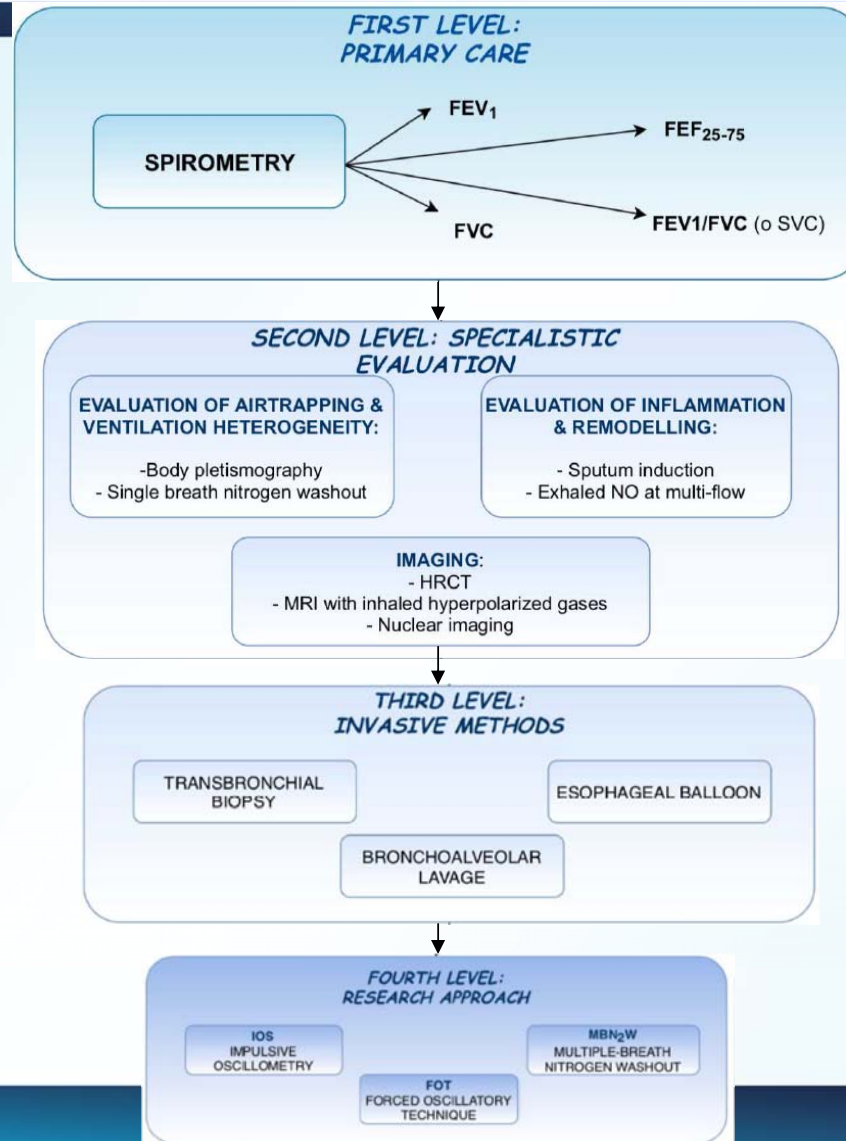 FIRST LEVEL:
PRIMARY CARE
SPIROMETRY
FEV₁
FEF₂₅₋₇₅
FVC
FEV1/FVC (o SVC)
SECOND LEVEL: SPECIALISTIC
EVALUATION
EVALUATION OF AIRTRAPPING &
VENTILATION HETEROGENEITY:
-Body pletismography
- Single breath nitrogen washout
EVALUATION OF INFLAMMATION
& REMODELLING:
- Sputum induction
- Exhaled NO at multi-flow
IMAGING:
- HRCT
- MRI with inhaled hyperpolarized gases
- Nuclear imaging
THIRD LEVEL:
INVASIVE METHODS
TRANSBRONCHIAL
BIOPSY
ESOPHAGEAL BALLOON
BRONCHOALVEOLAR
LAVAGE
FOURTH LEVEL:
RESEARCH APPROACH
IOS
IMPULSIVE
OSCILLOMETRY
MBN₂W
MULTIPLE-BREATH
NITROGEN WASHOUT
FOT
FORCED OSCILLATORY
TECHNIQUE